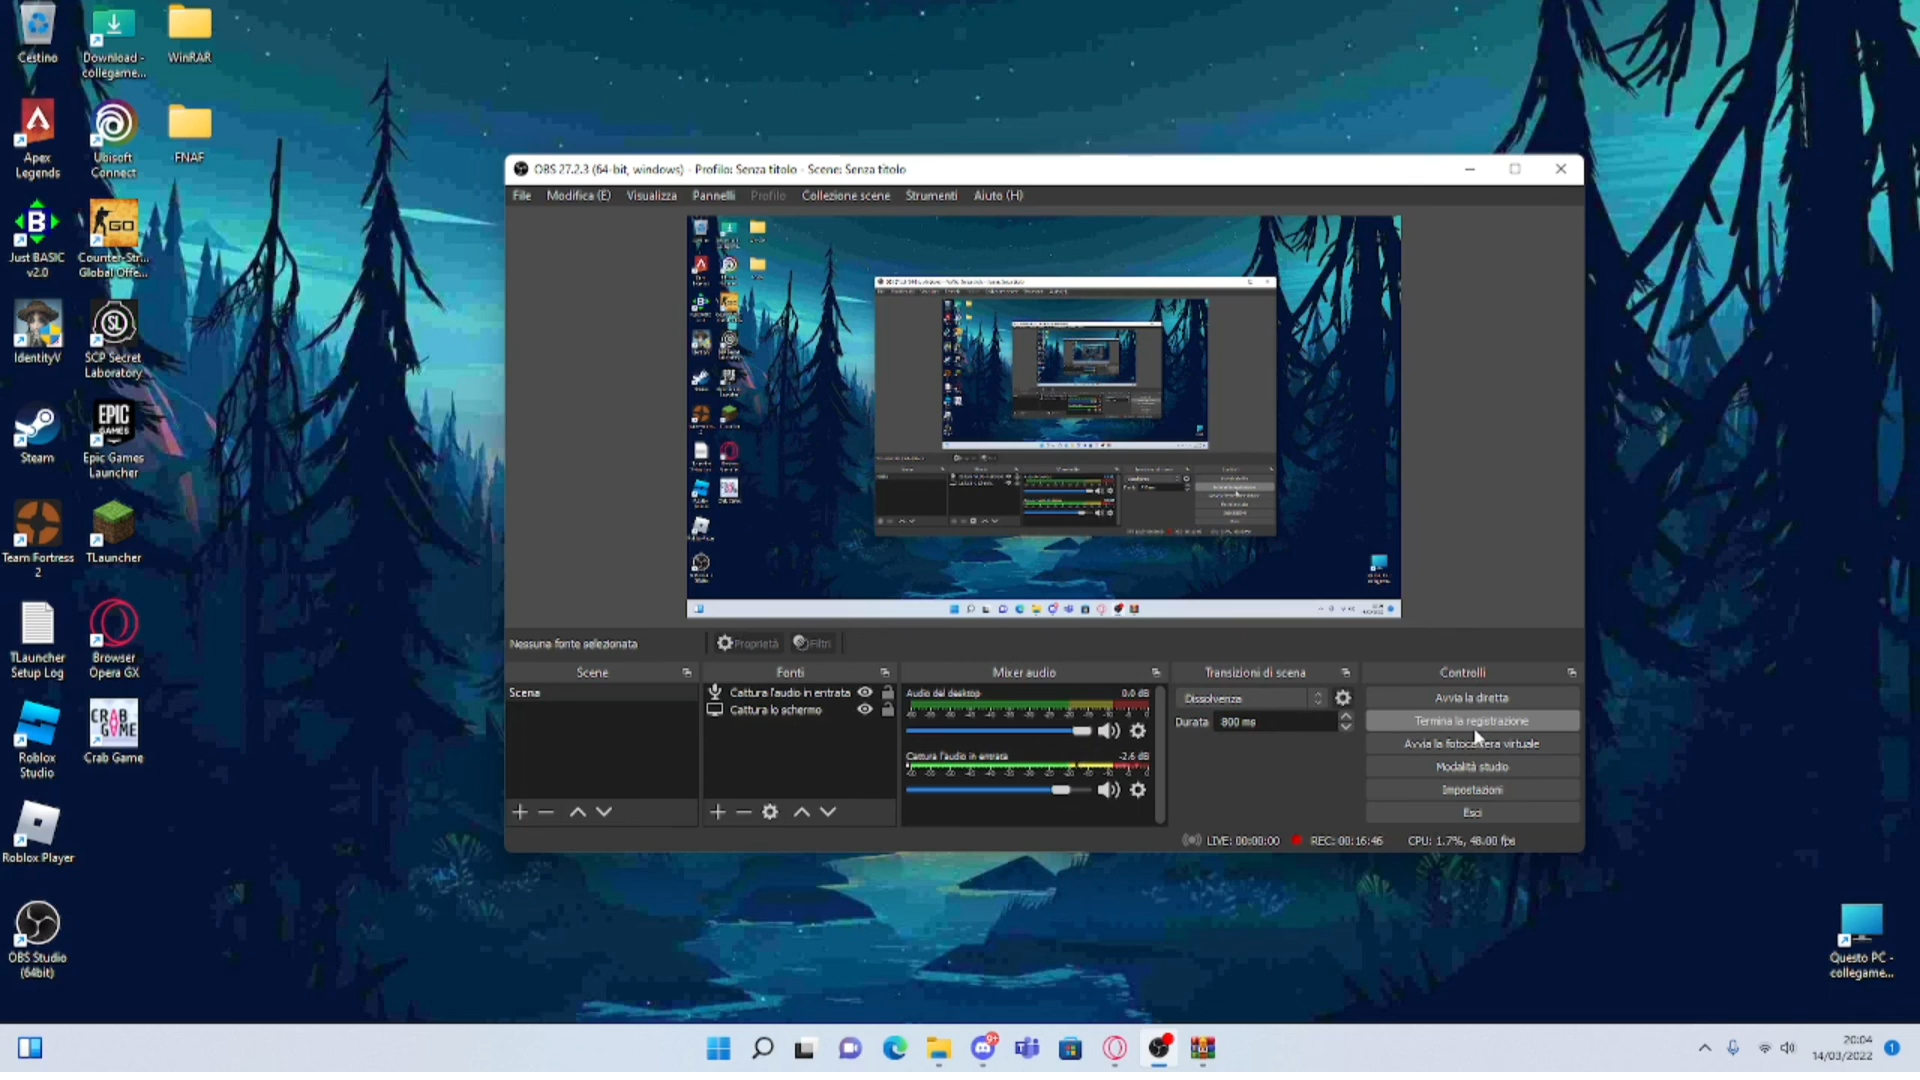 Cestino
Download -
collegame...
WinRAR
Apex
Legends
Ubisoft
Connect
FNAF
Just BASIC
v2.0
Counter-Str...
Global Offe...
IdentityV
SCP Secret
Laboratory
Steam
Epic Games
Launcher
Team Fortress
2
TLauncher
TLauncher
Setup Log
Browser
Opera GX
Roblox
Studio
Crab Game
Roblox Player
OBS Studio
(64bit)
Questo PC -
collegame...
OBS 27.2.3 (64-bit, windows) - Profilo: Senza titolo - Scene: Senza titolo
File Modifica (E) Visualizza Pannelli Profilo Collezione scene Strumenti Aiuto (H)
Nessuna fonte selezionata Proprietà Filtri
Scene
Scena
Fonti
Cattura l'audio in entrata
Cattura lo schermo
Mixer audio
Audio del desktop 0.0 dB
Cattura l'audio in entrata -2.6 dB
Transizioni di scena
Dissolvenza
Durata 800 ms
Controlli
Avvia la diretta
Termina la registrazione
Avvia la fotocamera virtuale
Modalità studio
Impostazioni
Esci
LIVE: 00:00:00 REC: 00:16:46 CPU: 1.7%, 48.00 fps
20:04
14/03/2022
1